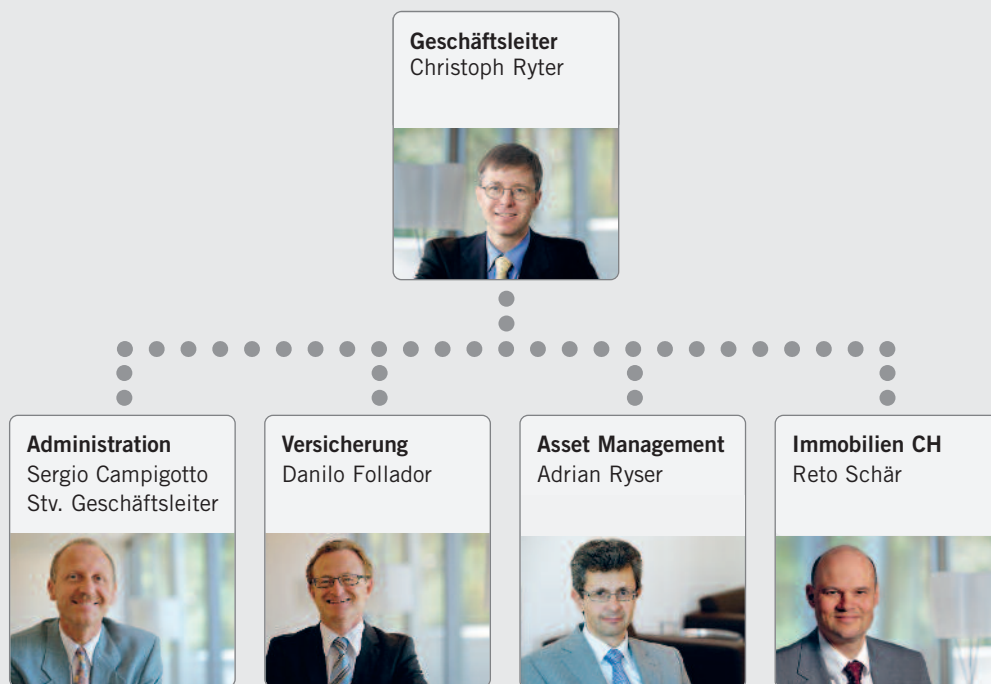 Geschäftsleiter
Christoph Ryter
Administration
Sergio Campigotto
Stv. Geschäftsleiter
Versicherung
Danilo Follador
Asset Management
Adrian Ryser
Immobilien CH
Reto Schär